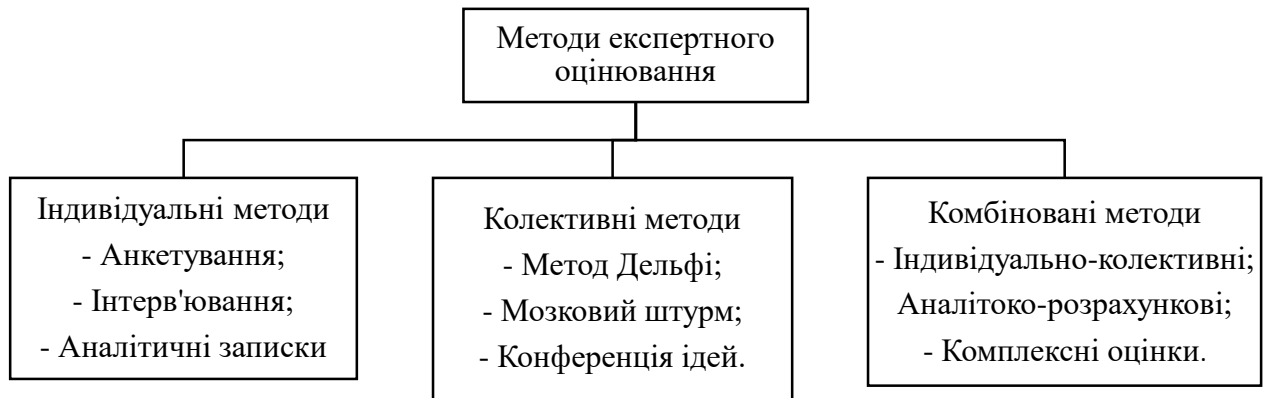 Методи експертного
оцінювання
Індивідуальні методи
- Анкетування;
- Інтерв'ювання;
- Аналітичні записки
Колективні методи
- Метод Дельфі;
- Мозковий штурм;
- Конференція ідей.
Комбіновані методи
- Індивідуально-колективні;
Аналітоко-розрахункові;
- Комплексні оцінки.